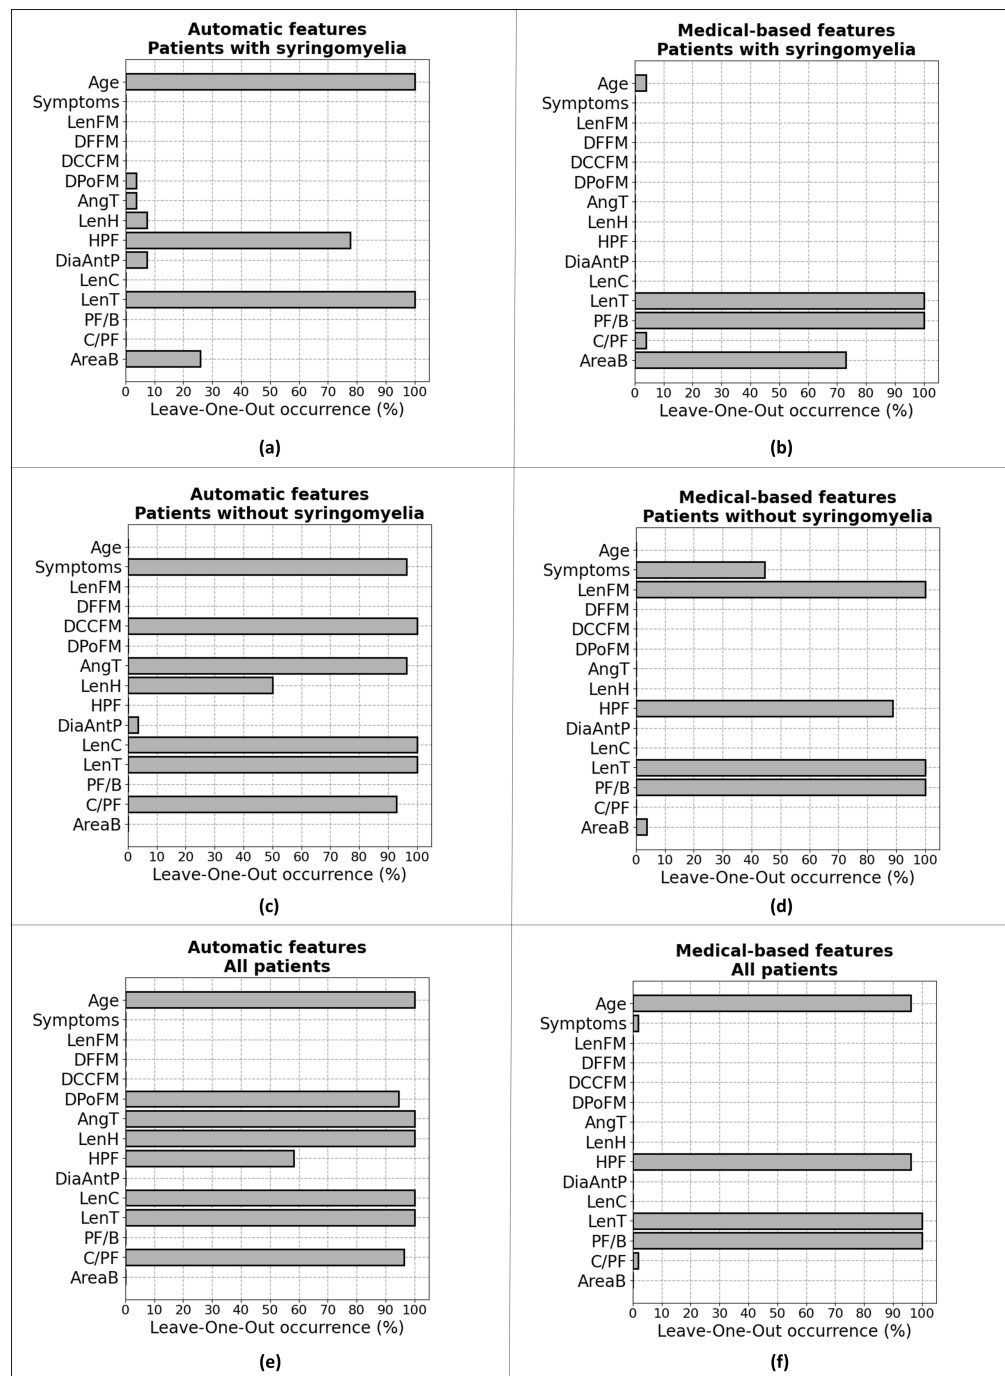 Automatic features
Patients with syringomyelia
Age
Symptoms
LenFM
DFFM
DCCFM
DPoFM
AngT
LenH
HPF
DiaAntP
LenC
LenT
PF/B
C/PF
AreaB
0 10 20 30 40 50 60 70 80 90 100
Leave-One-Out occurrence (%)
(a)
Medical-based features
Patients with syringomyelia
Age
Symptoms
LenFM
DFFM
DCCFM
DPoFM
AngT
LenH
HPF
DiaAntP
LenC
LenT
PF/B
C/PF
AreaB
0 10 20 30 40 50 60 70 80 90 100
Leave-One-Out occurrence (%)
(b)
Automatic features
Patients without syringomyelia
Age
Symptoms
LenFM
DFFM
DCCFM
DPoFM
AngT
LenH
HPF
DiaAntP
LenC
LenT
PF/B
C/PF
AreaB
0 10 20 30 40 50 60 70 80 90 100
Leave-One-Out occurrence (%)
(c)
Medical-based features
Patients without syringomyelia
Age
Symptoms
LenFM
DFFM
DCCFM
DPoFM
AngT
LenH
HPF
DiaAntP
LenC
LenT
PF/B
C/PF
AreaB
0 10 20 30 40 50 60 70 80 90 100
Leave-One-Out occurrence (%)
(d)
Automatic features
All patients
Age
Symptoms
LenFM
DFFM
DCCFM
DPoFM
AngT
LenH
HPF
DiaAntP
LenC
LenT
PF/B
C/PF
AreaB
0 10 20 30 40 50 60 70 80 90 100
Leave-One-Out occurrence (%)
(e)
Medical-based features
All patients
Age
Symptoms
LenFM
DFFM
DCCFM
DPoFM
AngT
LenH
HPF
DiaAntP
LenC
LenT
PF/B
C/PF
AreaB
0 10 20 30 40 50 60 70 80 90 100
Leave-One-Out occurrence (%)
(f)